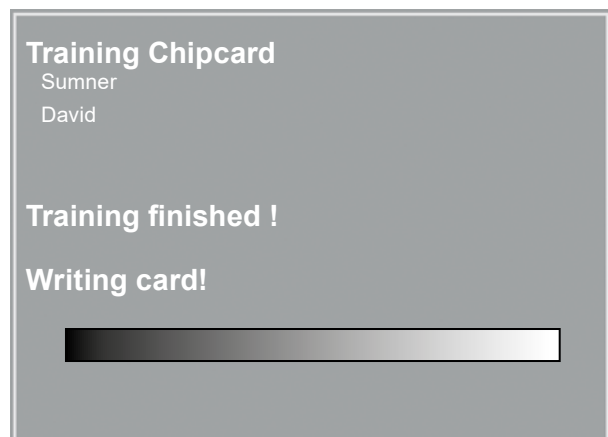 Training Chipcard
Sumner
David
Training finished !
Writing card!